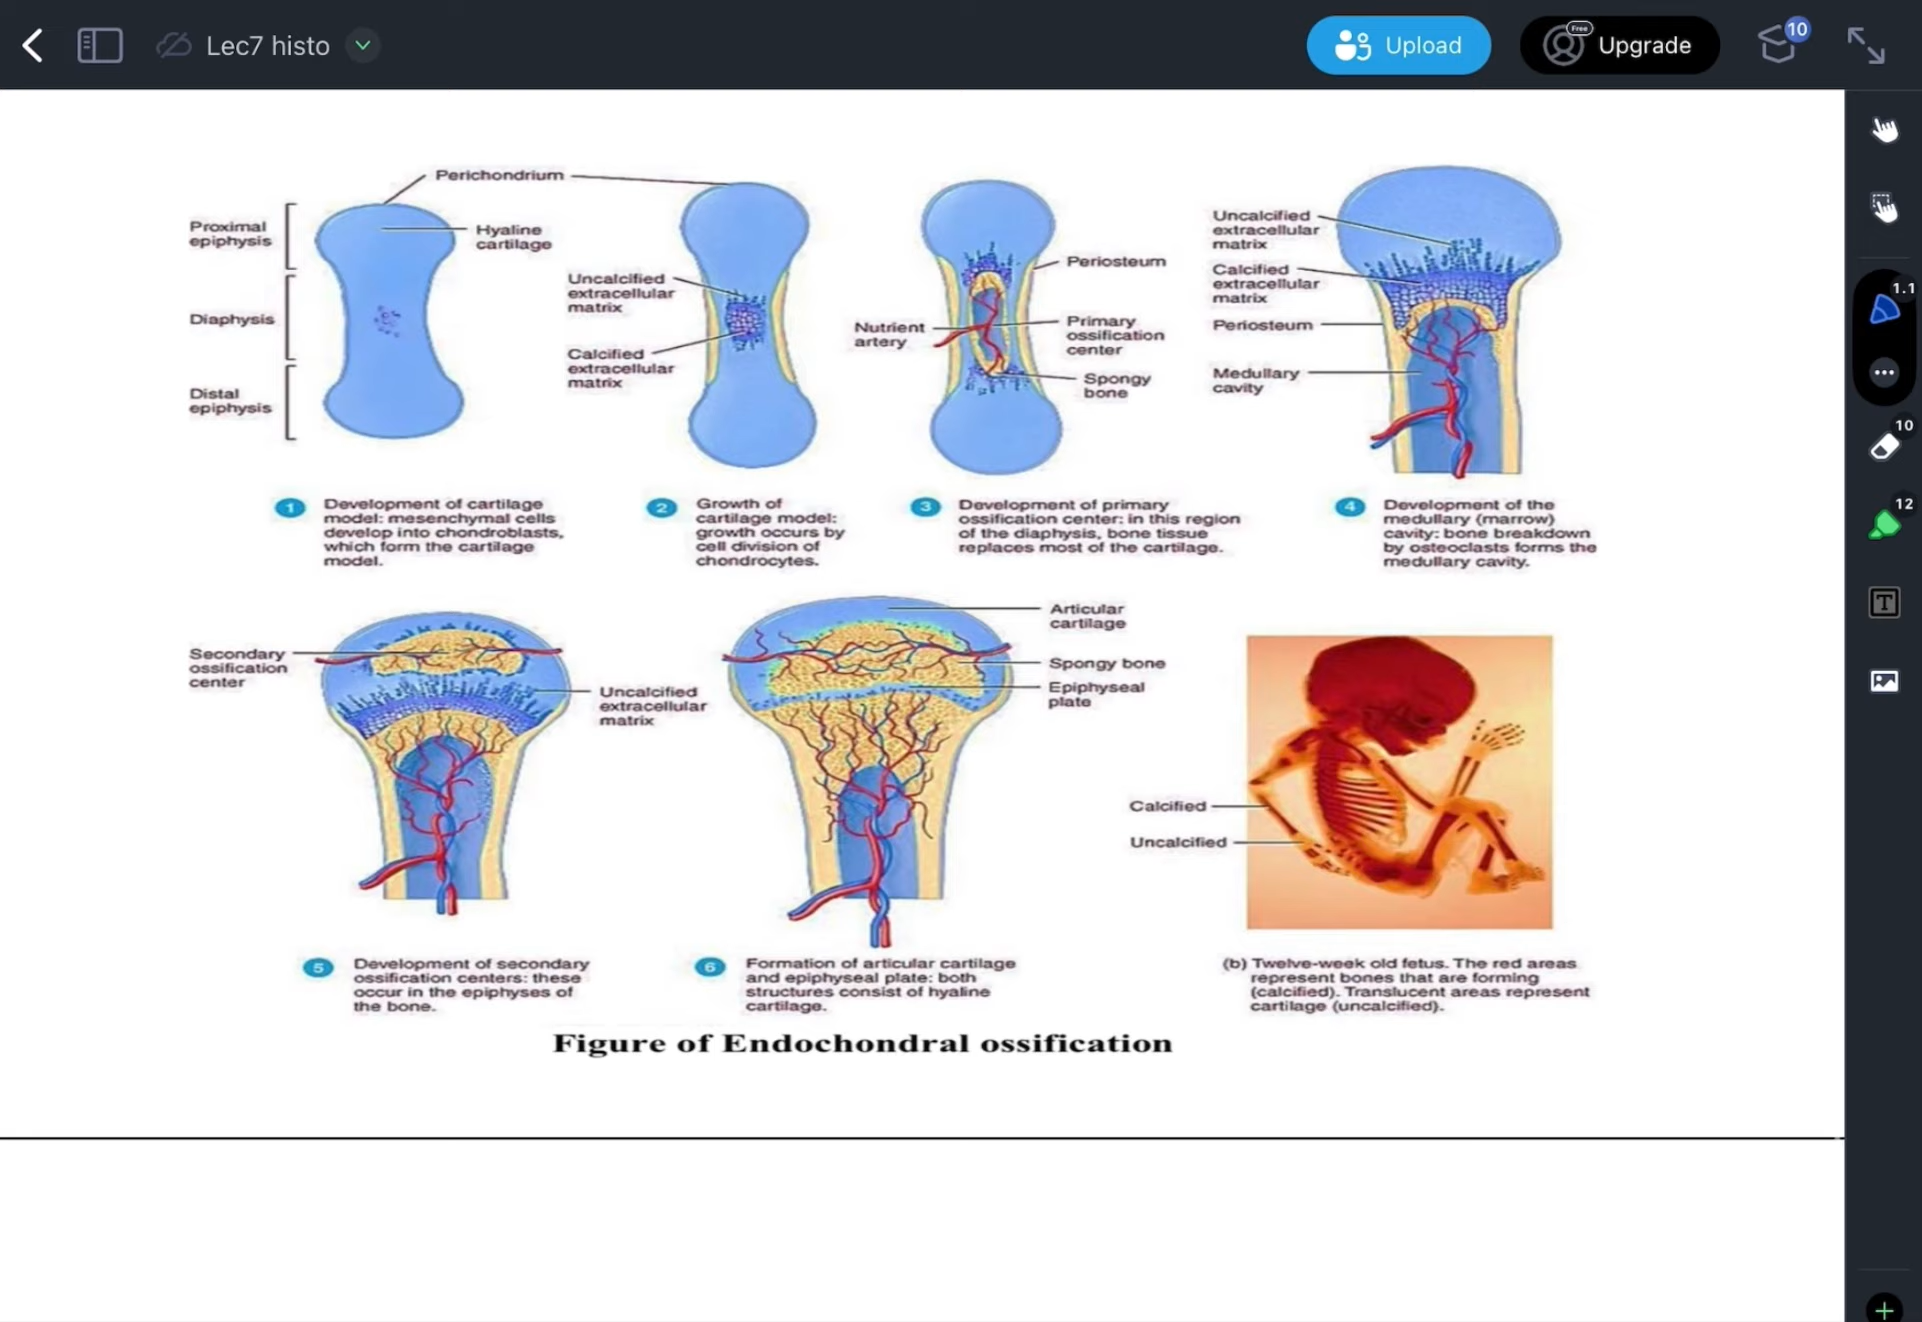 Lec7 histo
Upload
Free
Upgrade
10
1.1
10
12
T
Perichondrium
Proximal
epiphysis
Hyaline
cartilage
Diaphysis
Distal
epiphysis
Uncalcified
extracellular
matrix
Calcified
extracellular
matrix
Nutrient
artery
Periosteum
Primary
ossification
center
Spongy
bone
Uncalcified
extracellular
matrix
Calcified
extracellular
matrix
Periosteum
Medullary
cavity
1 Development of cartilage
model: mesenchymal cells
develop into chondroblasts,
which form the cartilage
model.
2 Growth of
cartilage model:
growth occurs by
cell division of
chondrocytes.
3 Development of primary
ossification center: in this region
of the diaphysis, bone tissue
replaces most of the cartilage.
4 Development of the
medullary (marrow)
cavity: bone breakdown
by osteoclasts forms the
medullary cavity.
Secondary
ossification
center
Uncalcified
extracellular
matrix
Articular
cartilage
Spongy bone
Epiphyseal
plate
Calcified
Uncalcified
5 Development of secondary
ossification centers: these
occur in the epiphyses of
the bone.
6 Formation of articular cartilage
and epiphyseal plate: both
structures consist of hyaline
cartilage.
(b) Twelve-week old fetus. The red areas
represent bones that are forming
(calcified). Translucent areas represent
cartilage (uncalcified).
Figure of Endochondral ossification